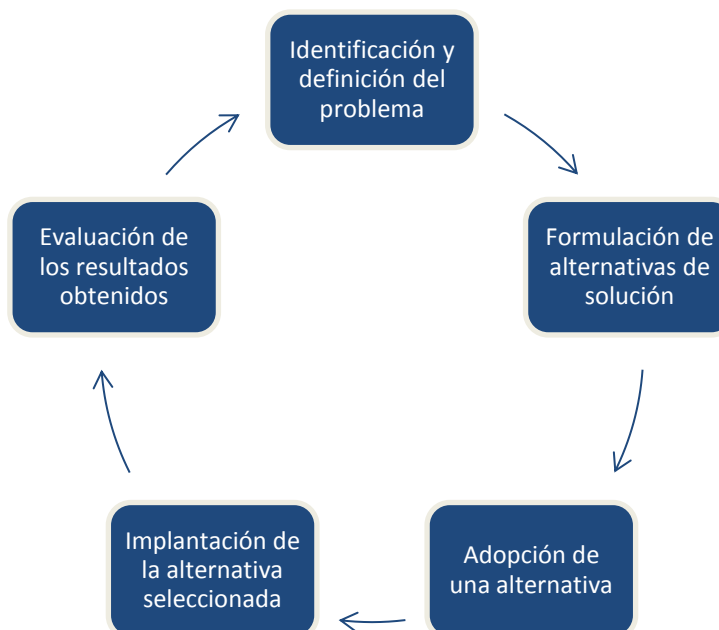 Identificación y
definición del
problema
Formulación de
alternativas de
solución
Adopción de
una alternativa
Implantación de
la alternativa
seleccionada
Evaluación de
los resultados
obtenidos